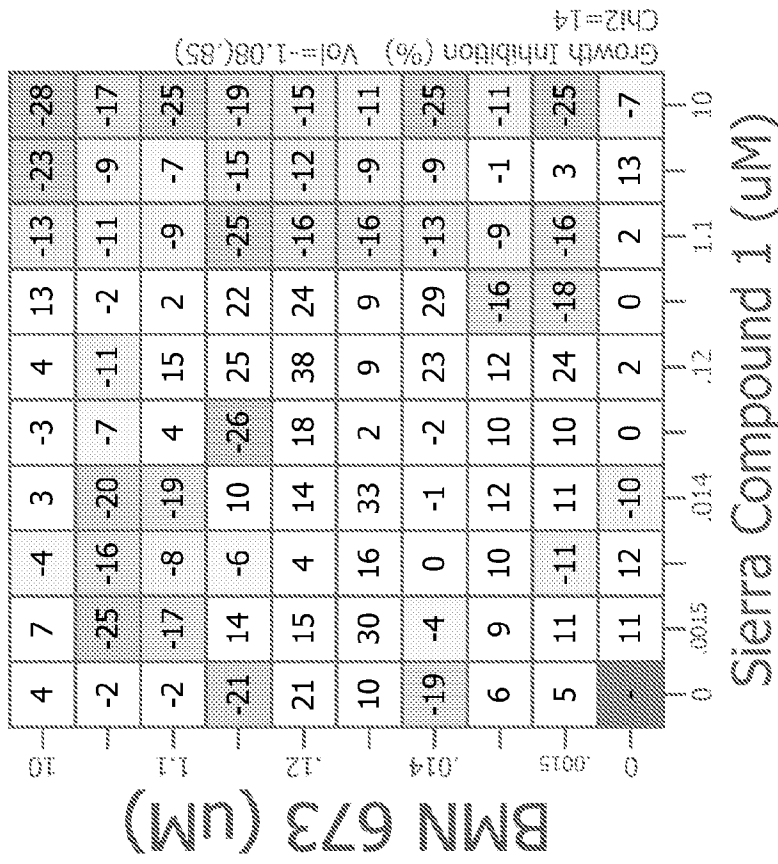 BMN 673 (uM)
10 4 7 -4 3 -3 4 13 -13 -23 -28
-2 -25 -16 -20 -7 -11 -2 -11 -9 -17
1.1 -2 -17 -8 -19 4 15 2 -9 -7 -25
-21 14 -6 10 -26 25 22 -25 -15 -19
.12 21 15 4 14 18 38 24 -16 -12 -15
10 30 16 33 2 9 9 -16 -9 -11
.014 -19 -4 0 -1 -2 23 29 -13 -9 -25
6 9 10 12 10 12 -16 -9 -1 -11
.0015 5 11 -11 11 10 24 -18 -16 3 -25
0 - 11 12 -10 0 2 0 2 13 -7
0 .0015 .014 .12 1.1 10
Sierra Compound 1 (uM)
Growth Inhibition (%) Vol=-1.08(.85)
Chi2=14